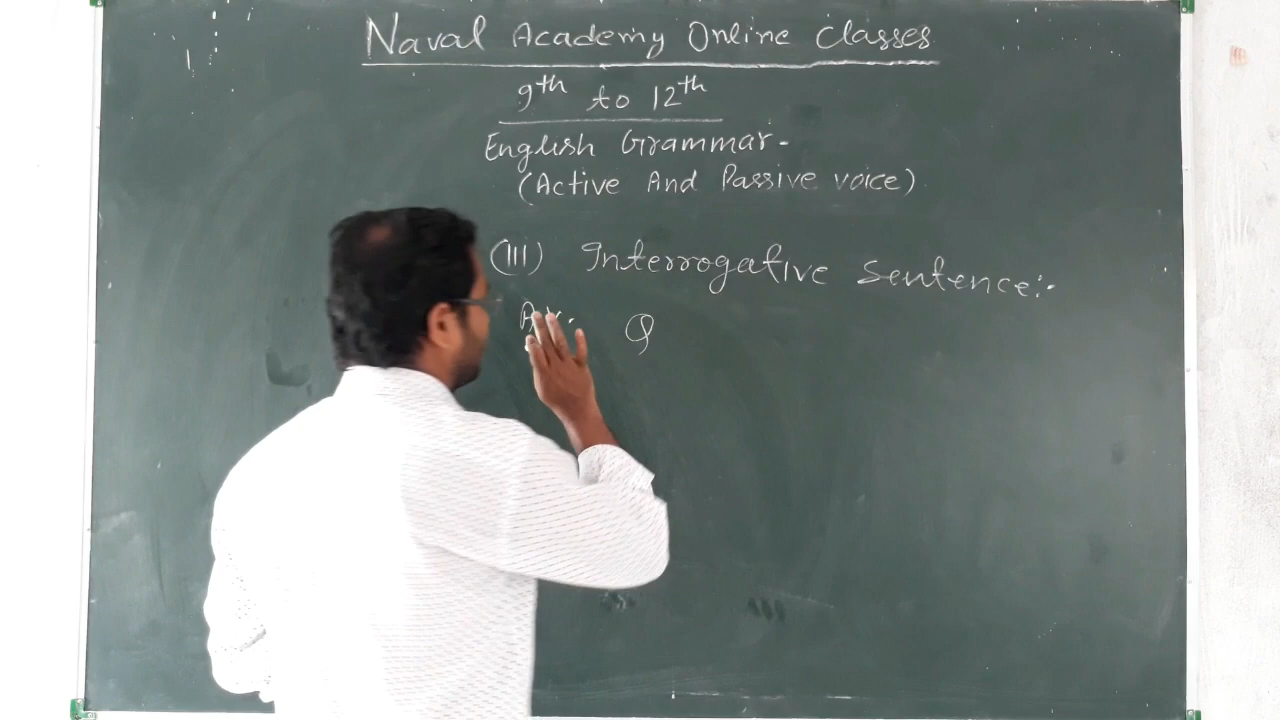 Naval Academy Online Classes
9th to 12th
English Grammar-
(Active And Passive voice)
(III) Interrogative Sentence:-
Q